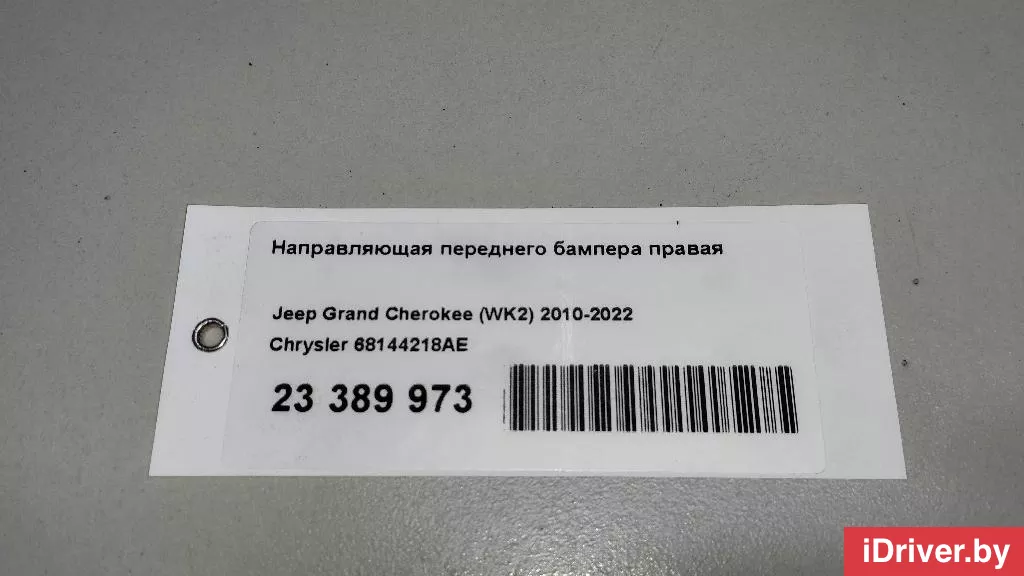 Направляющая переднего бампера правая
Jeep Grand Cherokee (WK2) 2010-2022
Chrysler 68144218AE
23 389 973
iDriver.by